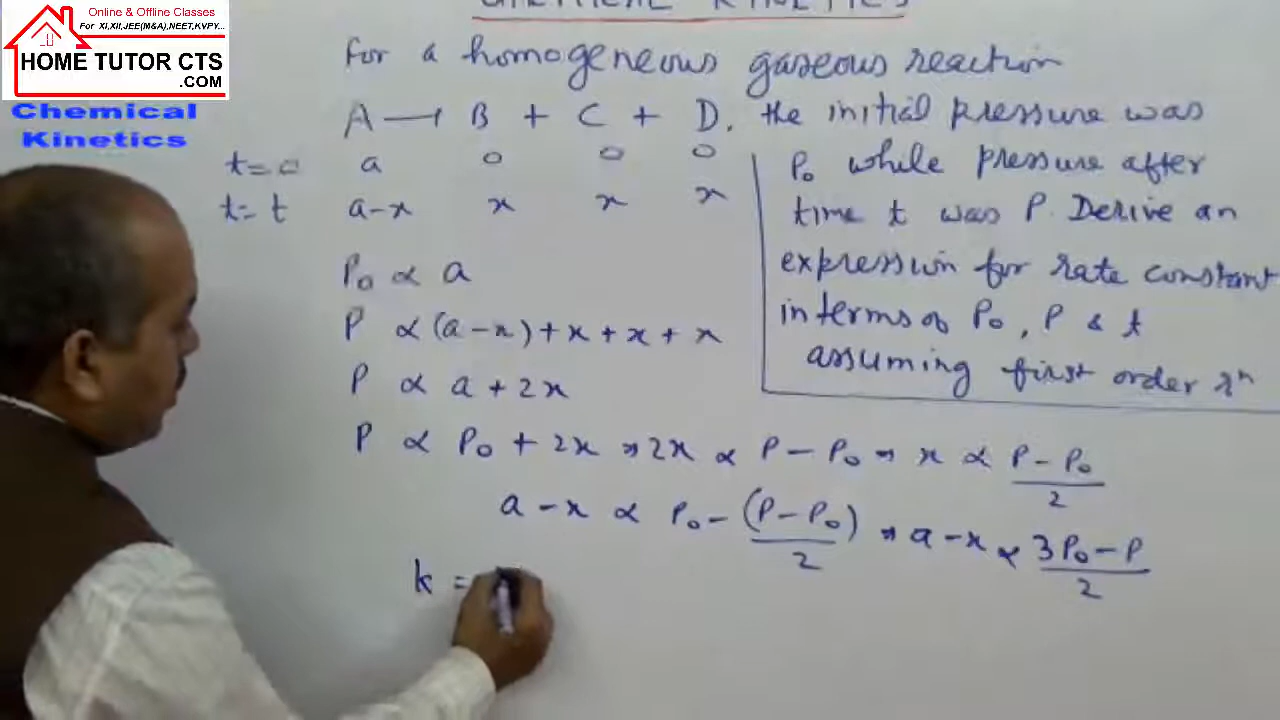 Online & Offline Classes
For XI,XII,JEE(M&A),NEET,KVPY...
HOME TUTOR CTS
.COM
Chemical
Kinetics
CHEMICAL KINETICS
For a homogeneous gaseous reaction
A → B + C + D. the initial pressure was
t=0 a 0 0 0
P₀ while pressure after
t=t a-x x x x
time t was P. Derive an
expression for rate constant
in terms of P₀, P & t
assuming first order rⁿ
P₀ ∝ a
P ∝ (a-x)+x+x+x
P ∝ a+2x
P ∝ P₀ + 2x ⇒ 2x ∝ P - P₀ ⇒ x ∝ (P - P₀)/2
a - x ∝ P₀ - (P - P₀)/2 ⇒ a - x ∝ (3P₀ - P)/2
k =